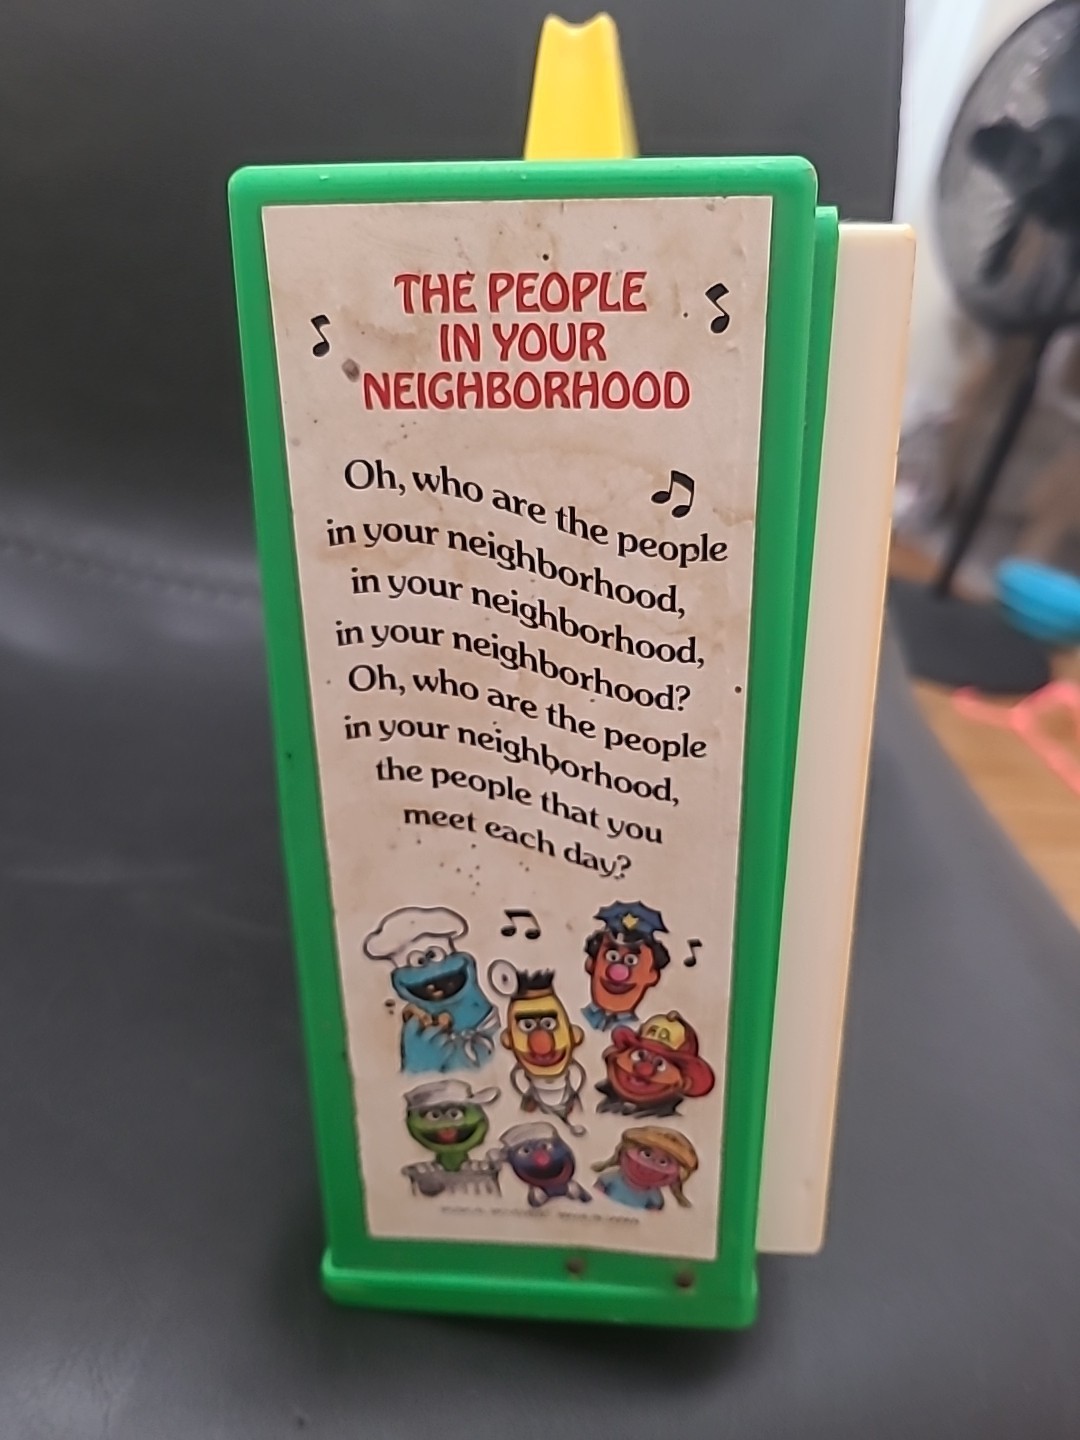 THE PEOPLE
IN YOUR
NEIGHBORHOOD
Oh, who are the people
in your neighborhood,
in your neighborhood,
in your neighborhood?
Oh, who are the people
in your neighborhood,
the people that you
meet each day?
F.D.